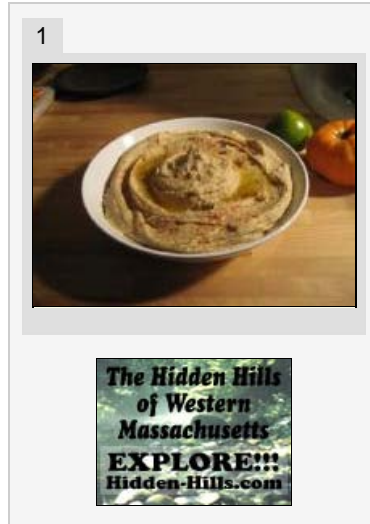 1
The Hidden Hills
of Western
Massachusetts
EXPLORE!!!
Hidden-Hills.com